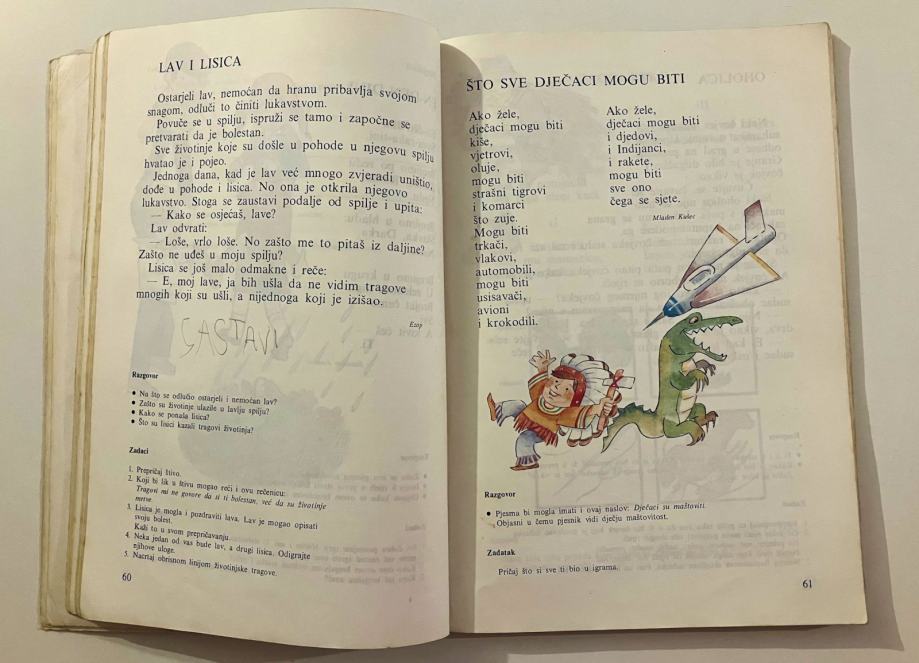 LAV I LISICA
Ostarjeli lav, nemoćan da hranu pribavlja svojom
snagom, odluči to činiti lukavstvom.
Povuče se u spilju, ispruži se tamo i započne se
pretvarati da je bolestan.
Sve životinje koje su došle u pohode u njegovu spilju
hvatao je i pojeo.
Jednoga dana, kad je lav već mnogo zvjeradi uništio,
dođe u pohode i lisica. No ona je otkrila njegovo
lukavstvo. Stoga se zaustavi podalje od spilje i upita:
— Kako se osjećaš, lave?
Lav odvrati:
— Loše, vrlo loše. No zašto me to pitaš iz daljine?
Zašto ne uđeš u moju spilju?
Lisica se još malo odmakne i reče:
— E, moj lave, ja bih ušla da ne vidim tragove
mnogih koji su ušli, a nijednoga koji je izišao.
Ezop
SASTAVI
Razgovor
• Na što se odlučio ostarjeli i nemoćan lav?
• Zašto su životinje ulazile u lavlju spilju?
• Kako se ponaša lisica?
• Što su lisici kazali tragovi životinja?
Zadaci
1. Prepričaj štivo.
2. Koji bi lik u štivu mogao reći i ovu rečenicu:
Tragovi mi ne govore da si ti bolestan, već da su životinje
mrtve.
3. Lisica je mogla i pozdraviti lava. Lav je mogao opisati
svoju bolest.
Kaži to u svom prepričavanju.
4. Neka jedan od vas bude lav, a drugi lisica. Odigrajte
njihove uloge.
5. Nacrtaj obrisnom linijom životinjske tragove.
60
ŠTO SVE DJEČACI MOGU BITI
Ako žele,
dječaci mogu biti
kiše,
vjetrovi,
oluje,
mogu biti
strašni tigrovi
i komarci
što zuje.
Mogu biti
trkači,
vlakovi,
automobili,
mogu biti
usisavači,
avioni
i krokodili.
Ako žele,
dječaci mogu biti
i djedovi,
i Indijanci,
i rakete,
mogu biti
sve ono
čega se sjete.
Mladen Kušec
Razgovor
• Pjesma bi mogla imati i ovaj naslov: Dječaci su maštoviti.
Objasni u čemu pjesnik vidi dječju maštovitost.
Zadatak
Pričaj što si sve ti bio u igrama.
61